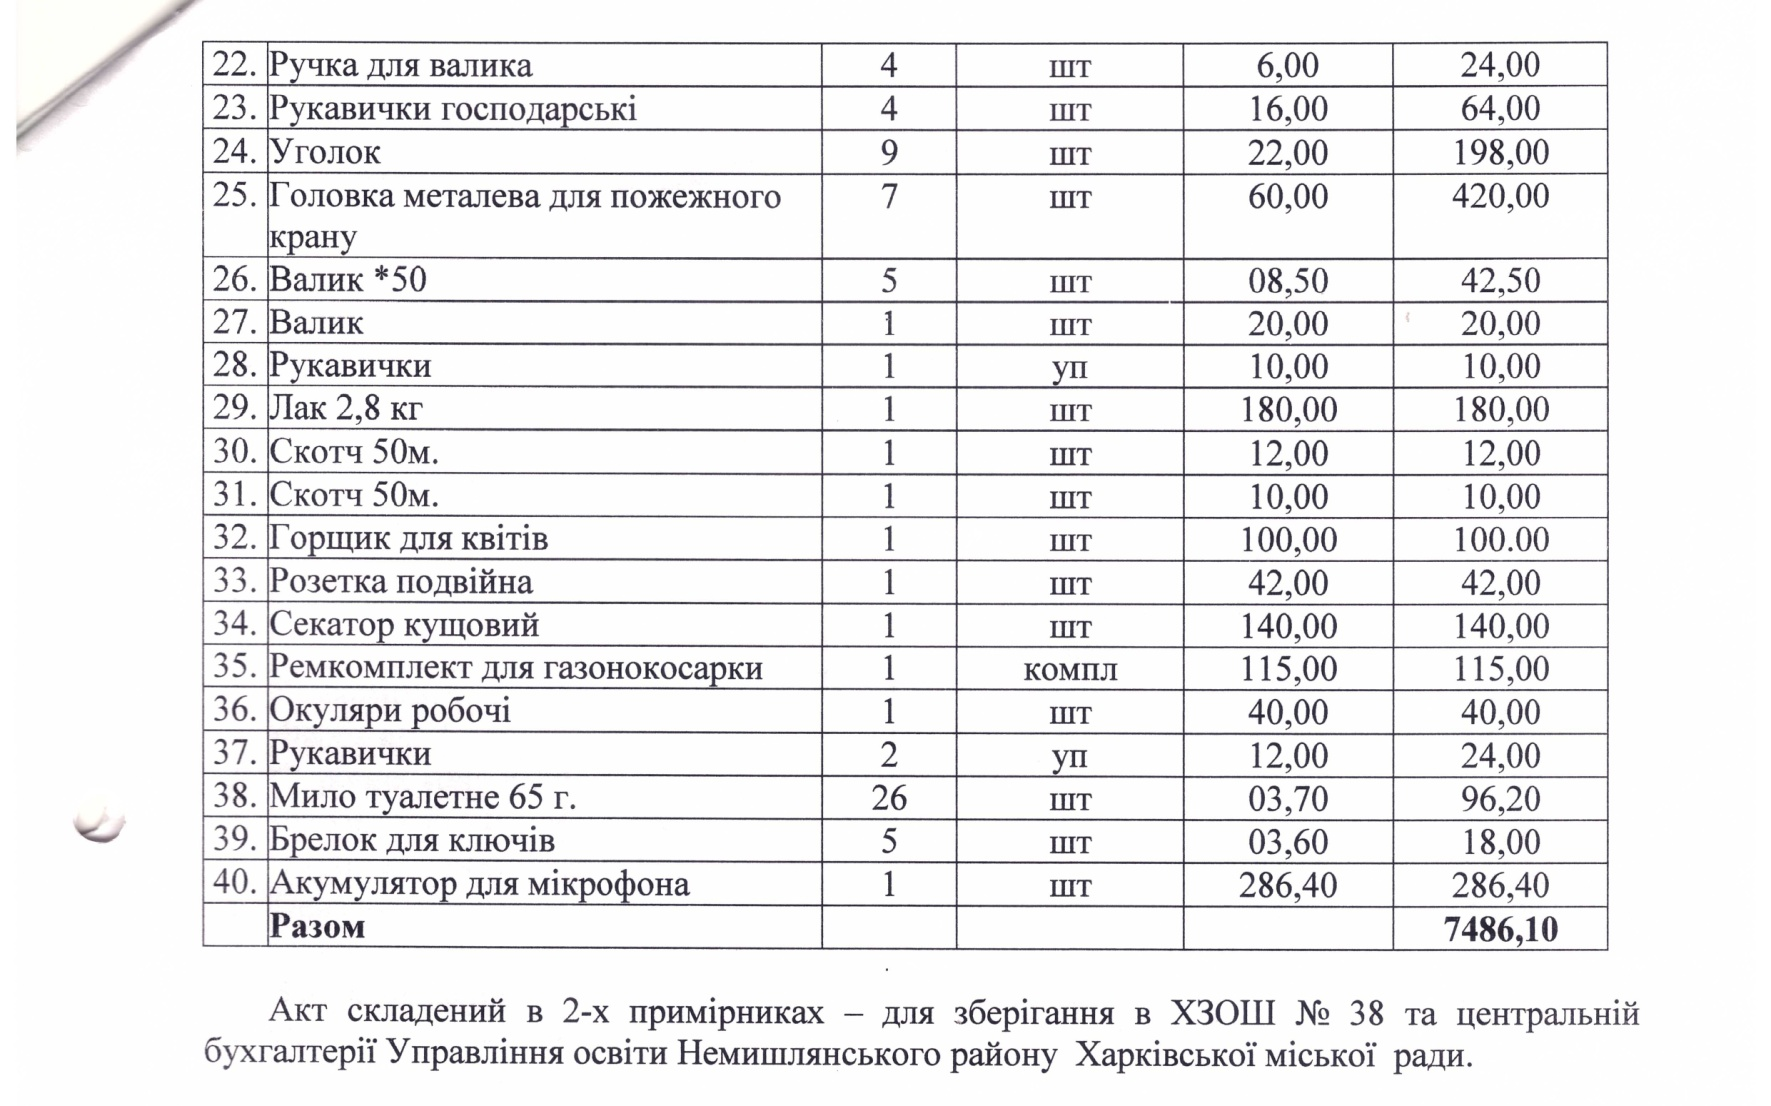 22. Ручка для валика 4 шт 6,00 24,00
23. Рукавички господарські 4 шт 16,00 64,00
24. Уголок 9 шт 22,00 198,00
25. Головка металева для пожежного 7 шт 60,00 420,00
крану
26. Валик *50 5 шт 08,50 42,50
27. Валик 1 шт 20,00 20,00
28. Рукавички 1 уп 10,00 10,00
29. Лак 2,8 кг 1 шт 180,00 180,00
30. Скотч 50м. 1 шт 12,00 12,00
31. Скотч 50м. 1 шт 10,00 10,00
32. Горщик для квітів 1 шт 100,00 100.00
33. Розетка подвійна 1 шт 42,00 42,00
34. Секатор кущовий 1 шт 140,00 140,00
35. Ремкомплект для газонокосарки 1 компл 115,00 115,00
36. Окуляри робочі 1 шт 40,00 40,00
37. Рукавички 2 уп 12,00 24,00
38. Мило туалетне 65 г. 26 шт 03,70 96,20
39. Брелок для ключів 5 шт 03,60 18,00
40. Акумулятор для мікрофона 1 шт 286,40 286,40
Разом 7486,10
Акт складений в 2-х примірниках – для зберігання в ХЗОШ № 38 та центральній
бухгалтерії Управління освіти Немишлянського району Харківської міської ради.